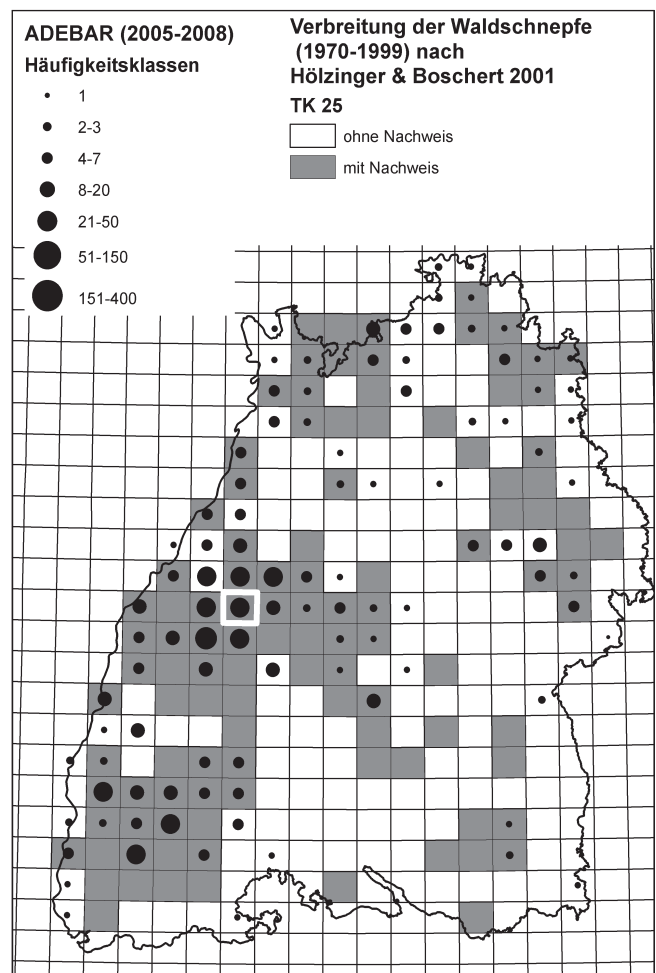 ADEBAR (2005-2008)
Häufigkeitsklassen
1
2-3
4-7
8-20
21-50
51-150
151-400
Verbreitung der Waldschnepfe
(1970-1999) nach
Hölzinger & Boschert 2001
TK 25
ohne Nachweis
mit Nachweis